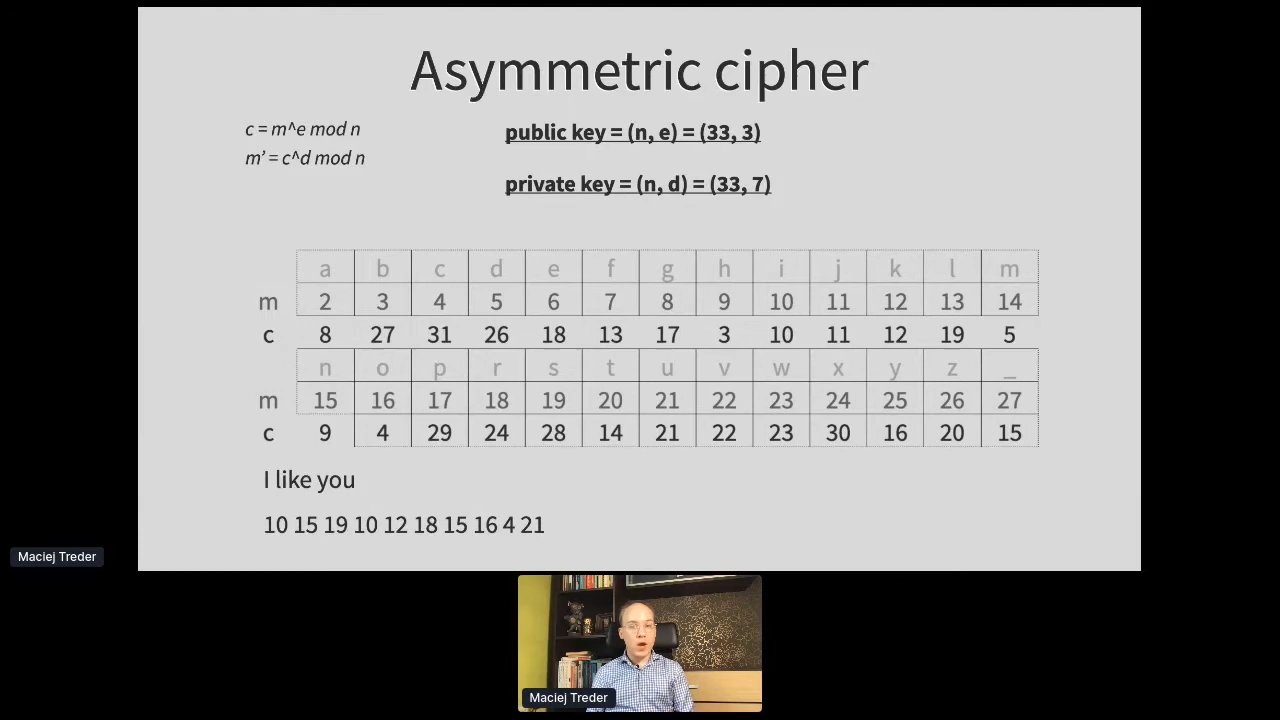 Asymmetric cipher
c = m^e mod n
m’ = c^d mod n
public key = (n, e) = (33, 3)
private key = (n, d) = (33, 7)
a b c d e f g h i j k l m
m 2 3 4 5 6 7 8 9 10 11 12 13 14
c 8 27 31 26 18 13 17 3 10 11 12 19 5
n o p r s t u v w x y z _
m 15 16 17 18 19 20 21 22 23 24 25 26 27
c 9 4 29 24 28 14 21 22 23 30 16 20 15
I like you
10 15 19 10 12 18 15 16 4 21
Maciej Treder
Maciej Treder